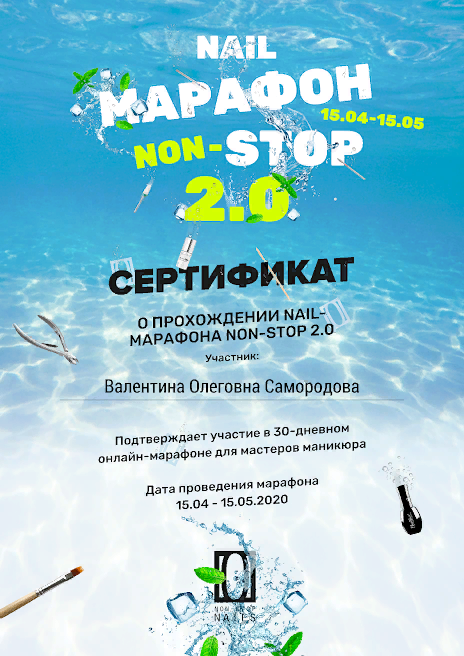 NAiL
МАРАФОН
15.04-15.05
NON-STOP
2.0
СЕРТИФИКАТ
О ПРОХОЖДЕНИИ NAIL-
МАРАФОНА NON-STOP 2.0
Участник:
Валентина Олеговна Самородова
Подтверждает участие в 30-дневном
онлайн-марафоне для мастеров маникюра
Дата проведения марафона
15.04 - 15.05.2020
NON-STOP
NAILS